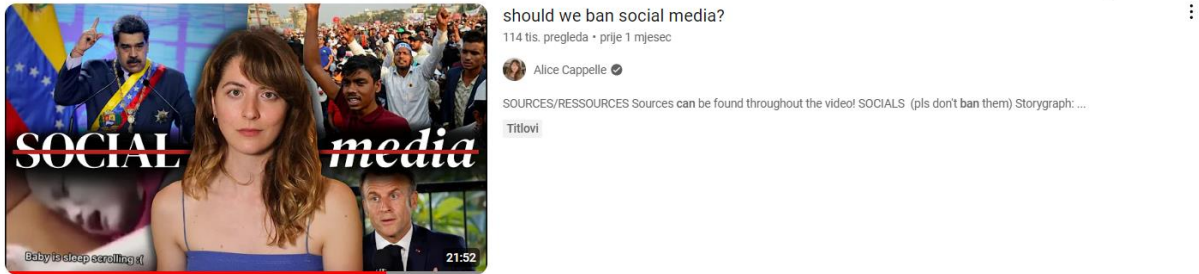 SOCIAL media
Baby is sleep scrolling :(
21:52
should we ban social media?
114 tis. pregleda • prije 1 mjesec
Alice Cappelle
SOURCES/RESSOURCES Sources can be found throughout the video! SOCIALS (pls don't ban them) Storygraph: ...
Titlovi